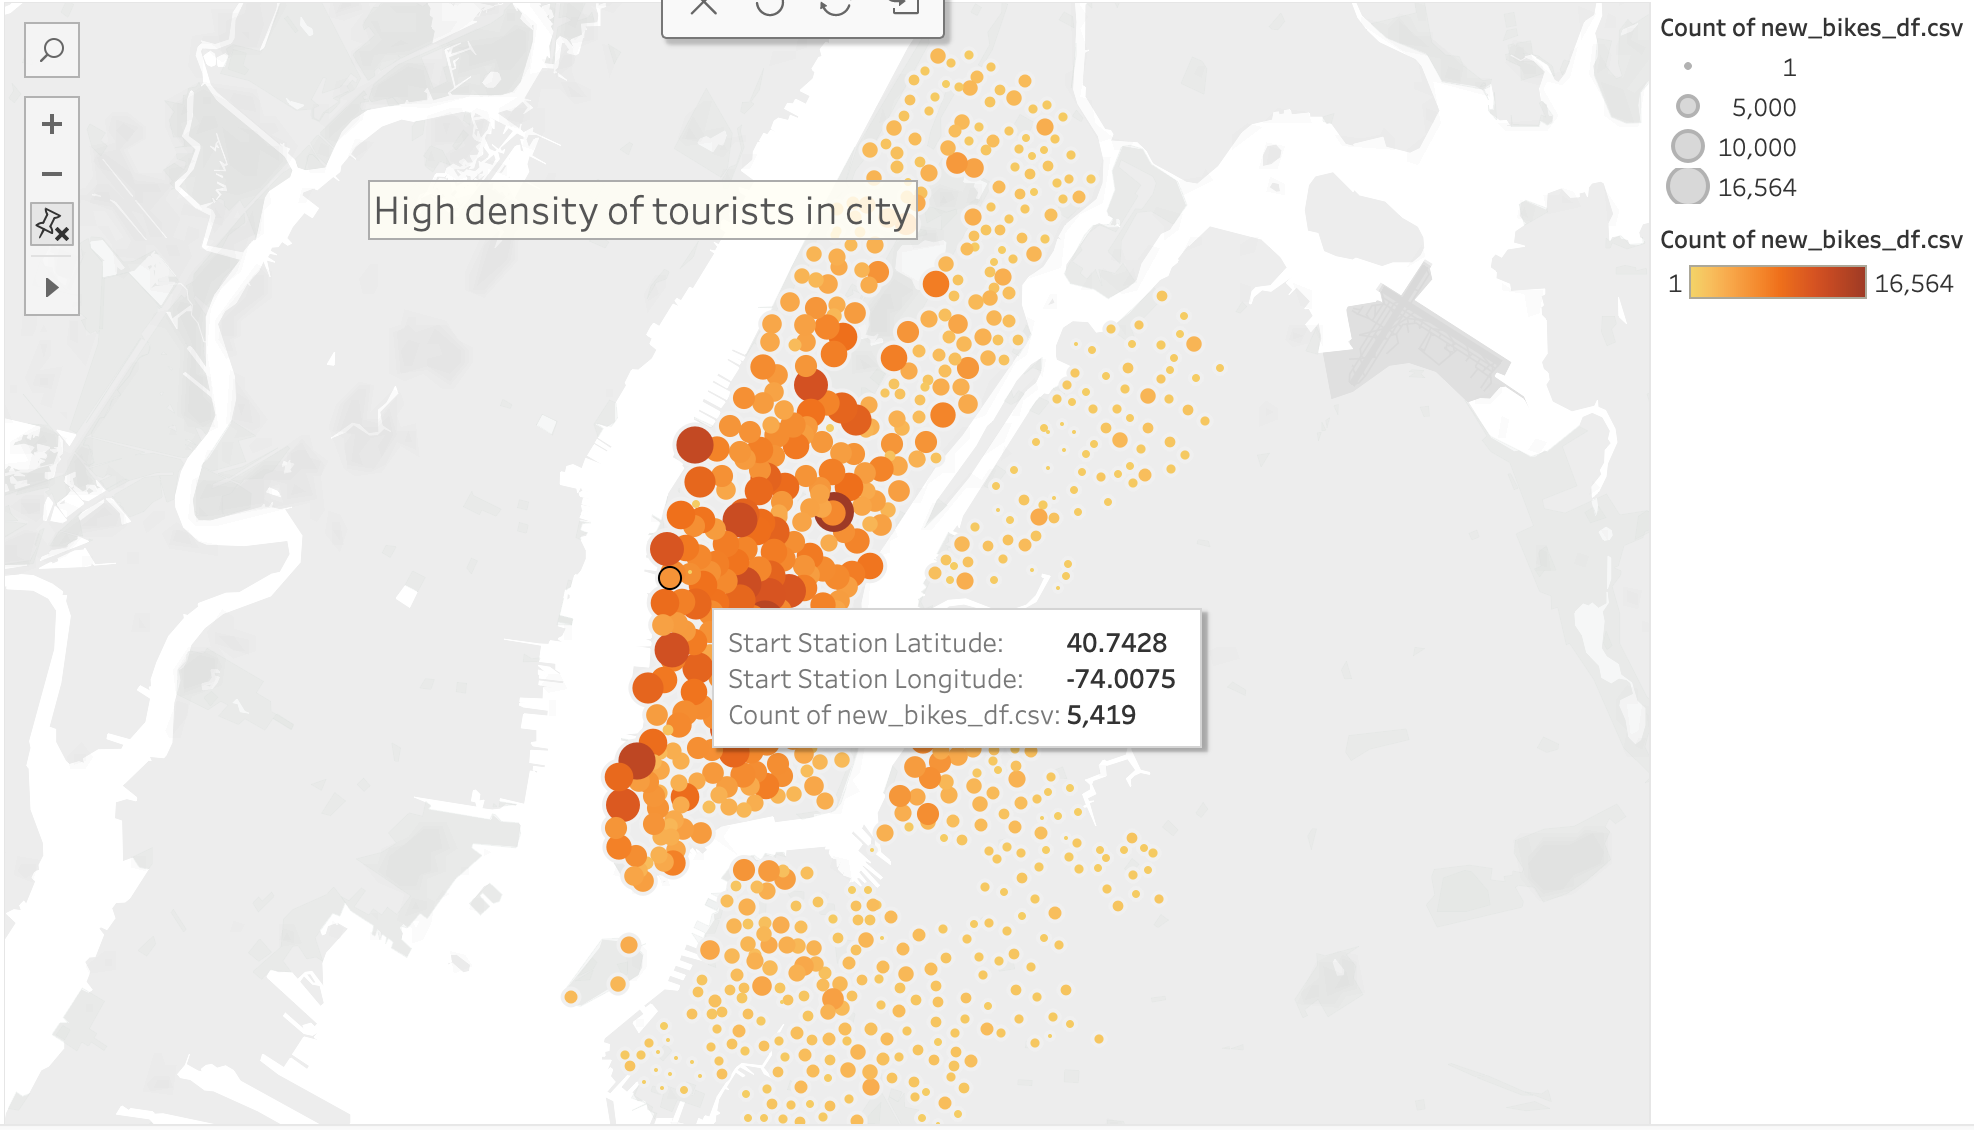 High density of tourists in city
Start Station Latitude: 40.7428
Start Station Longitude: -74.0075
Count of new_bikes_df.csv: 5,419
Count of new_bikes_df.csv
1
5,000
10,000
16,564
Count of new_bikes_df.csv
1 16,564